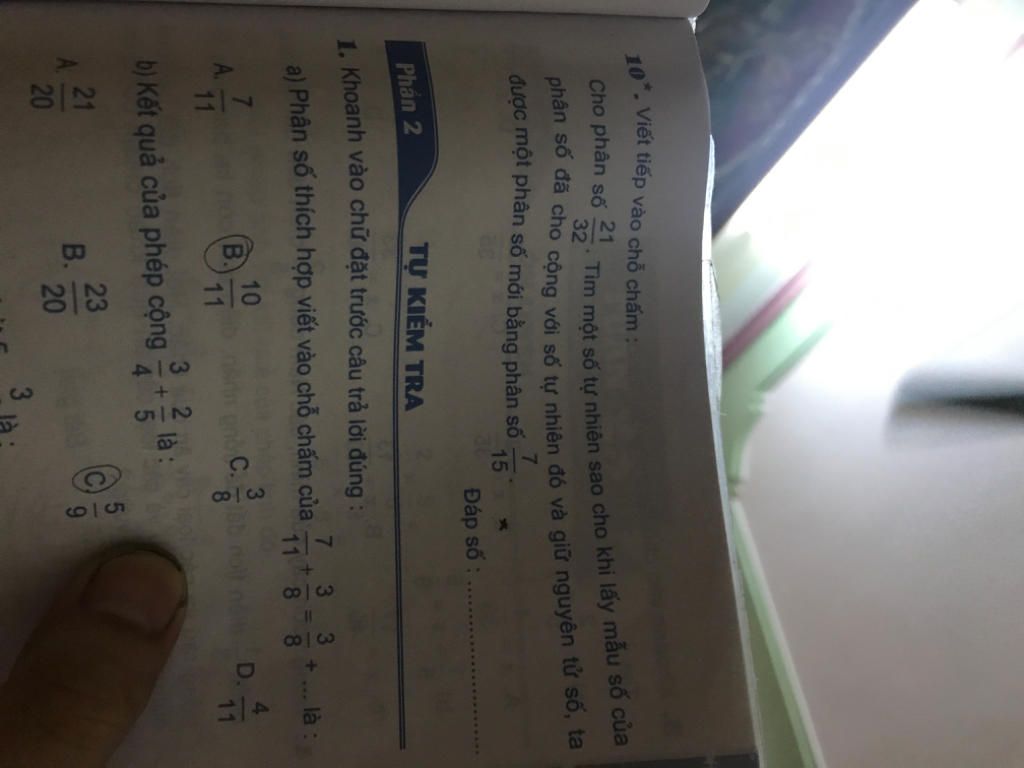 10*. Viết tiếp vào chỗ chấm :
Cho phân số 21/32. Tìm một số tự nhiên sao cho khi lấy mẫu số của
phân số đã cho cộng với số tự nhiên đó và giữ nguyên tử số, ta
được một phân số mới bằng phân số 7/15.
Đáp số : ........................
Phần 2
TỰ KIỂM TRA
1. Khoanh vào chữ đặt trước câu trả lời đúng :
a) Phân số thích hợp viết vào chỗ chấm của 7/11 + 3/8 = 3/8 + .... là :
A. 7/11 B. 10/11 C. 3/8 D. 4/11
b) Kết quả của phép cộng 3/4 + 2/5 là :
A. 21/20 B. 23/20 C. 5/9
3 là :